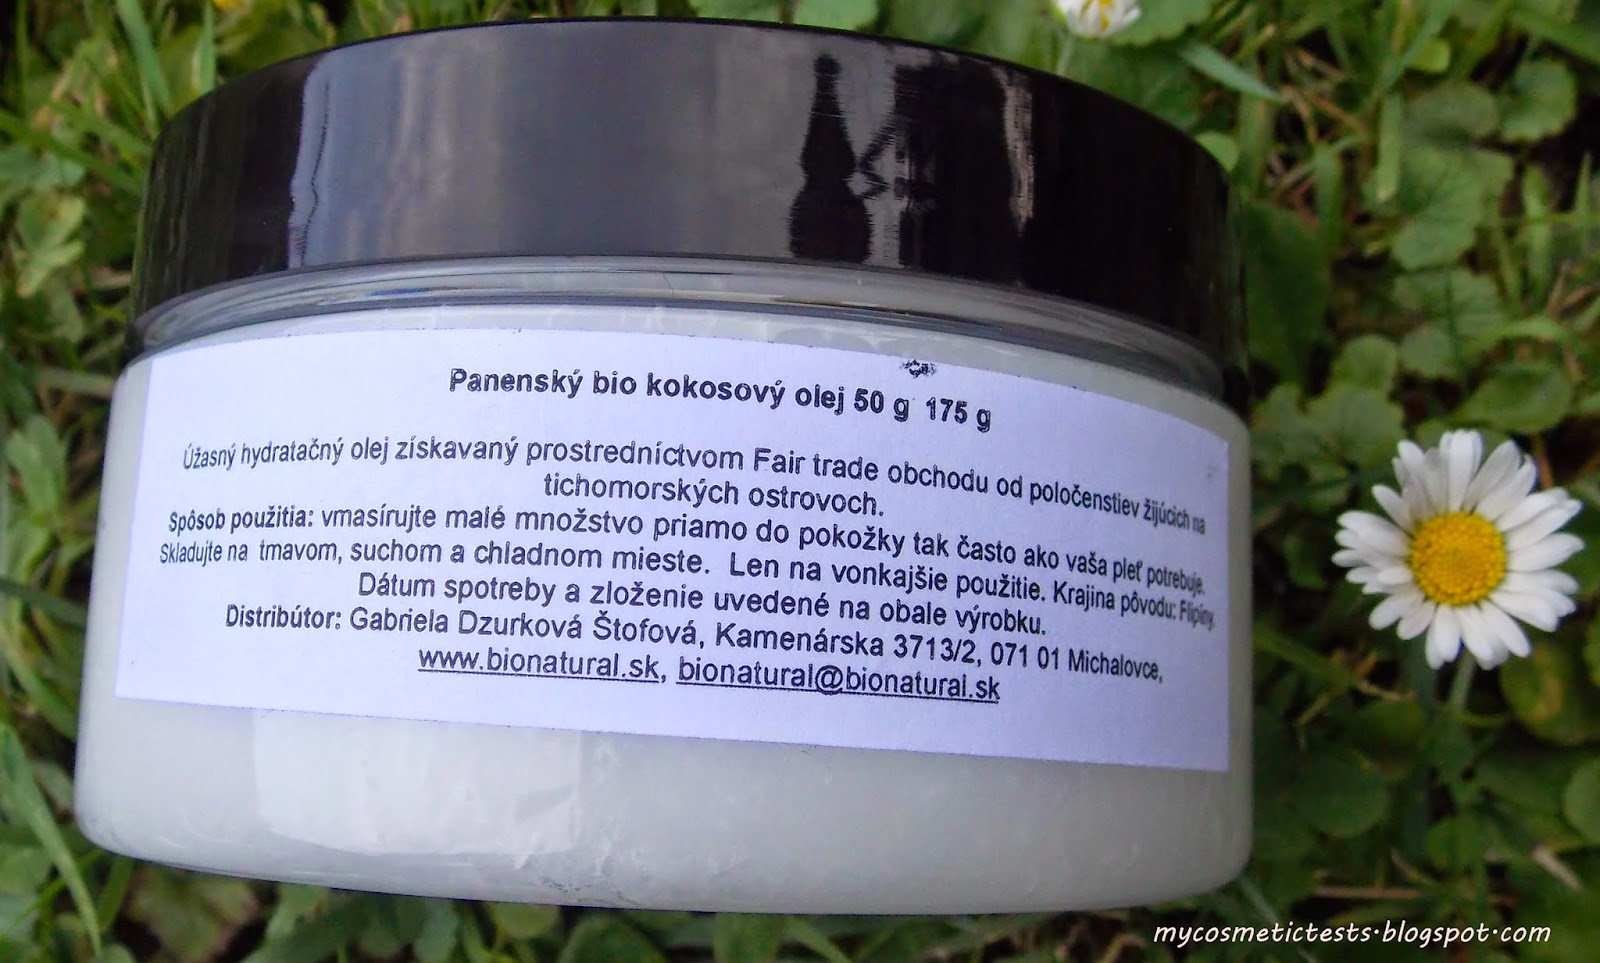 Panenský bio kokosový olej 50 g 175 g
Úžasný hydratačný olej získavaný prostredníctvom Fair trade obchodu od poločenstiev žijúcich na
tichomorských ostrovoch.
Spôsob použitia: vmasírujte malé množstvo priamo do pokožky tak často ako vaša pleť potrebuje.
Skladujte na tmavom, suchom a chladnom mieste. Len na vonkajšie použitie. Krajina pôvodu: Flipíny.
Dátum spotreby a zloženie uvedené na obale výrobku.
Distribútor: Gabriela Dzurková Štofová, Kamenárska 3713/2, 071 01 Michalovce,
www.bionatural.sk, bionatural@bionatural.sk
mycosmetictests.blogspot.com